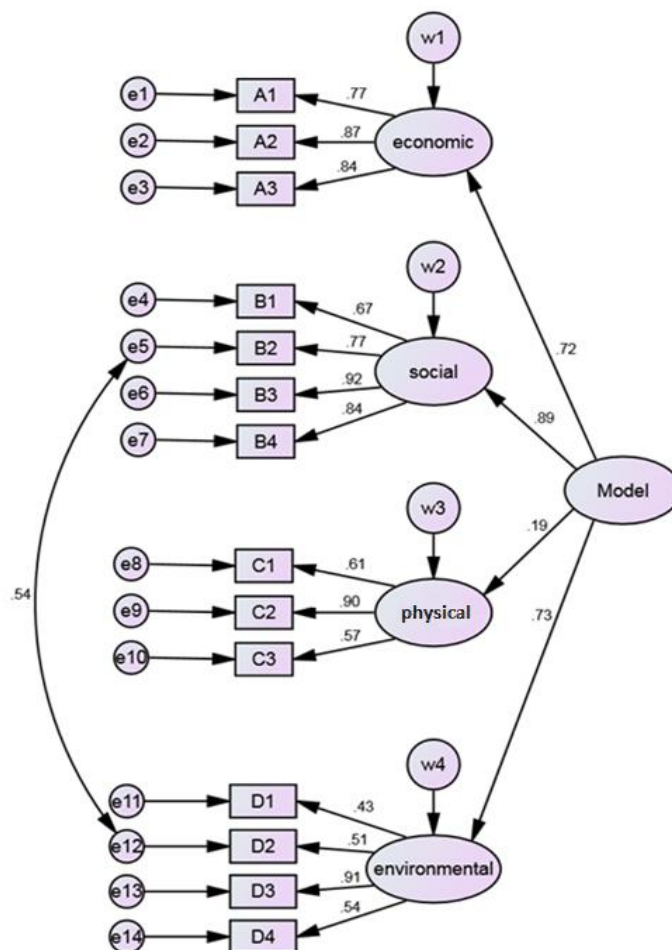 w1
e1 A1 .77
e2 A2 .87 economic
e3 A3 .84
w2
e4 B1 .67
e5 B2 .77 social .72
e6 B3 .92
e7 B4 .84 .89
Model
w3
e8 C1 .61 .19
.54 e9 C2 .90 physical .73
e10 C3 .57
w4
e11 D1 .43
e12 D2 .51 environmental
e13 D3 .91
e14 D4 .54